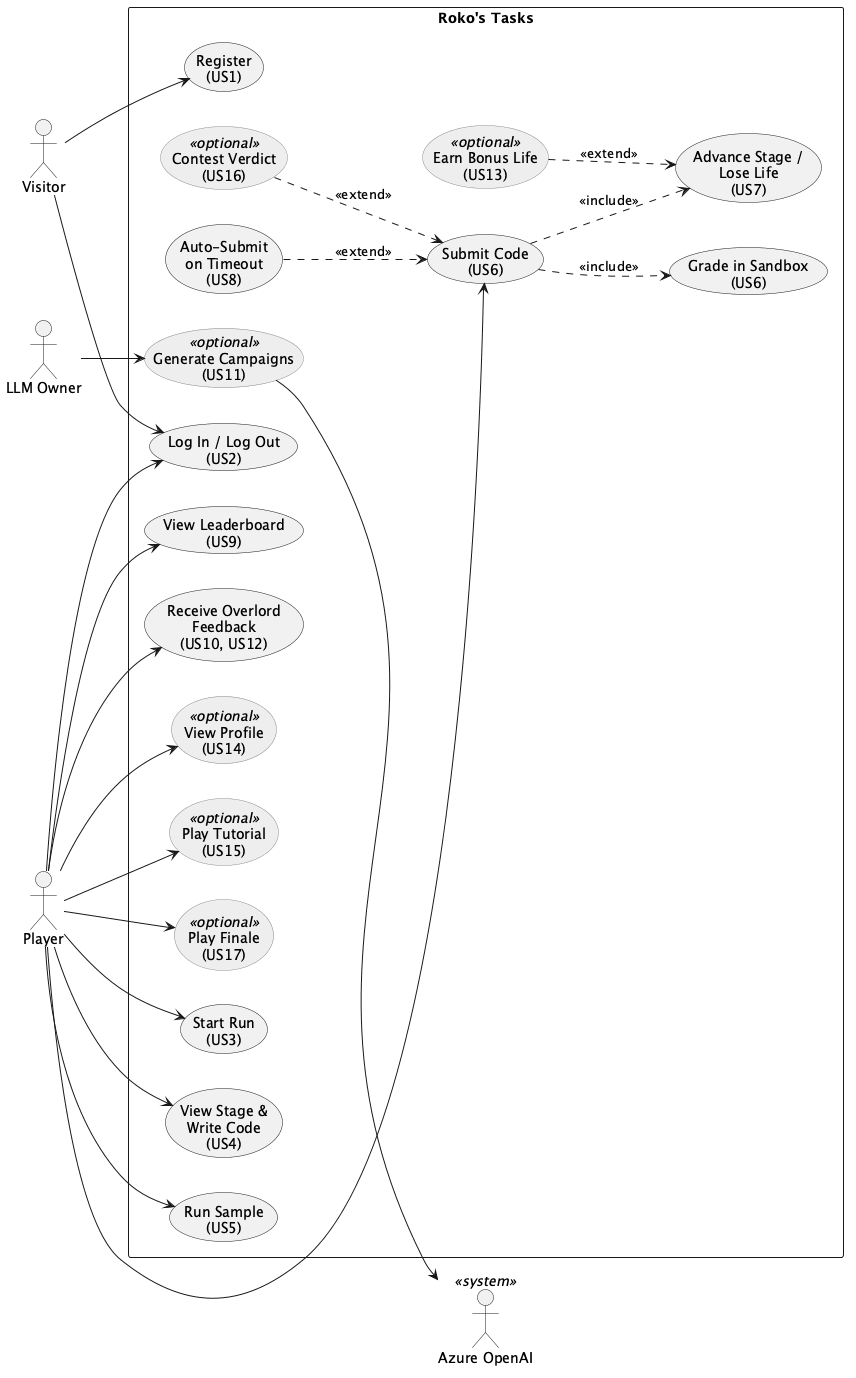 Roko's Tasks
Register
(US1)
Visitor
«optional»
Contest Verdict
(US16)
«optional»
Earn Bonus Life
(US13)
«extend»
Advance Stage /
Lose Life
(US7)
«extend»
«include»
Auto-Submit
on Timeout
(US8)
«extend»
Submit Code
(US6)
«include»
Grade in Sandbox
(US6)
LLM Owner
«optional»
Generate Campaigns
(US11)
Log In / Log Out
(US2)
View Leaderboard
(US9)
Receive Overlord
Feedback
(US10, US12)
«optional»
View Profile
(US14)
«optional»
Play Tutorial
(US15)
Player
«optional»
Play Finale
(US17)
Start Run
(US3)
View Stage &
Write Code
(US4)
Run Sample
(US5)
«system»
Azure OpenAI